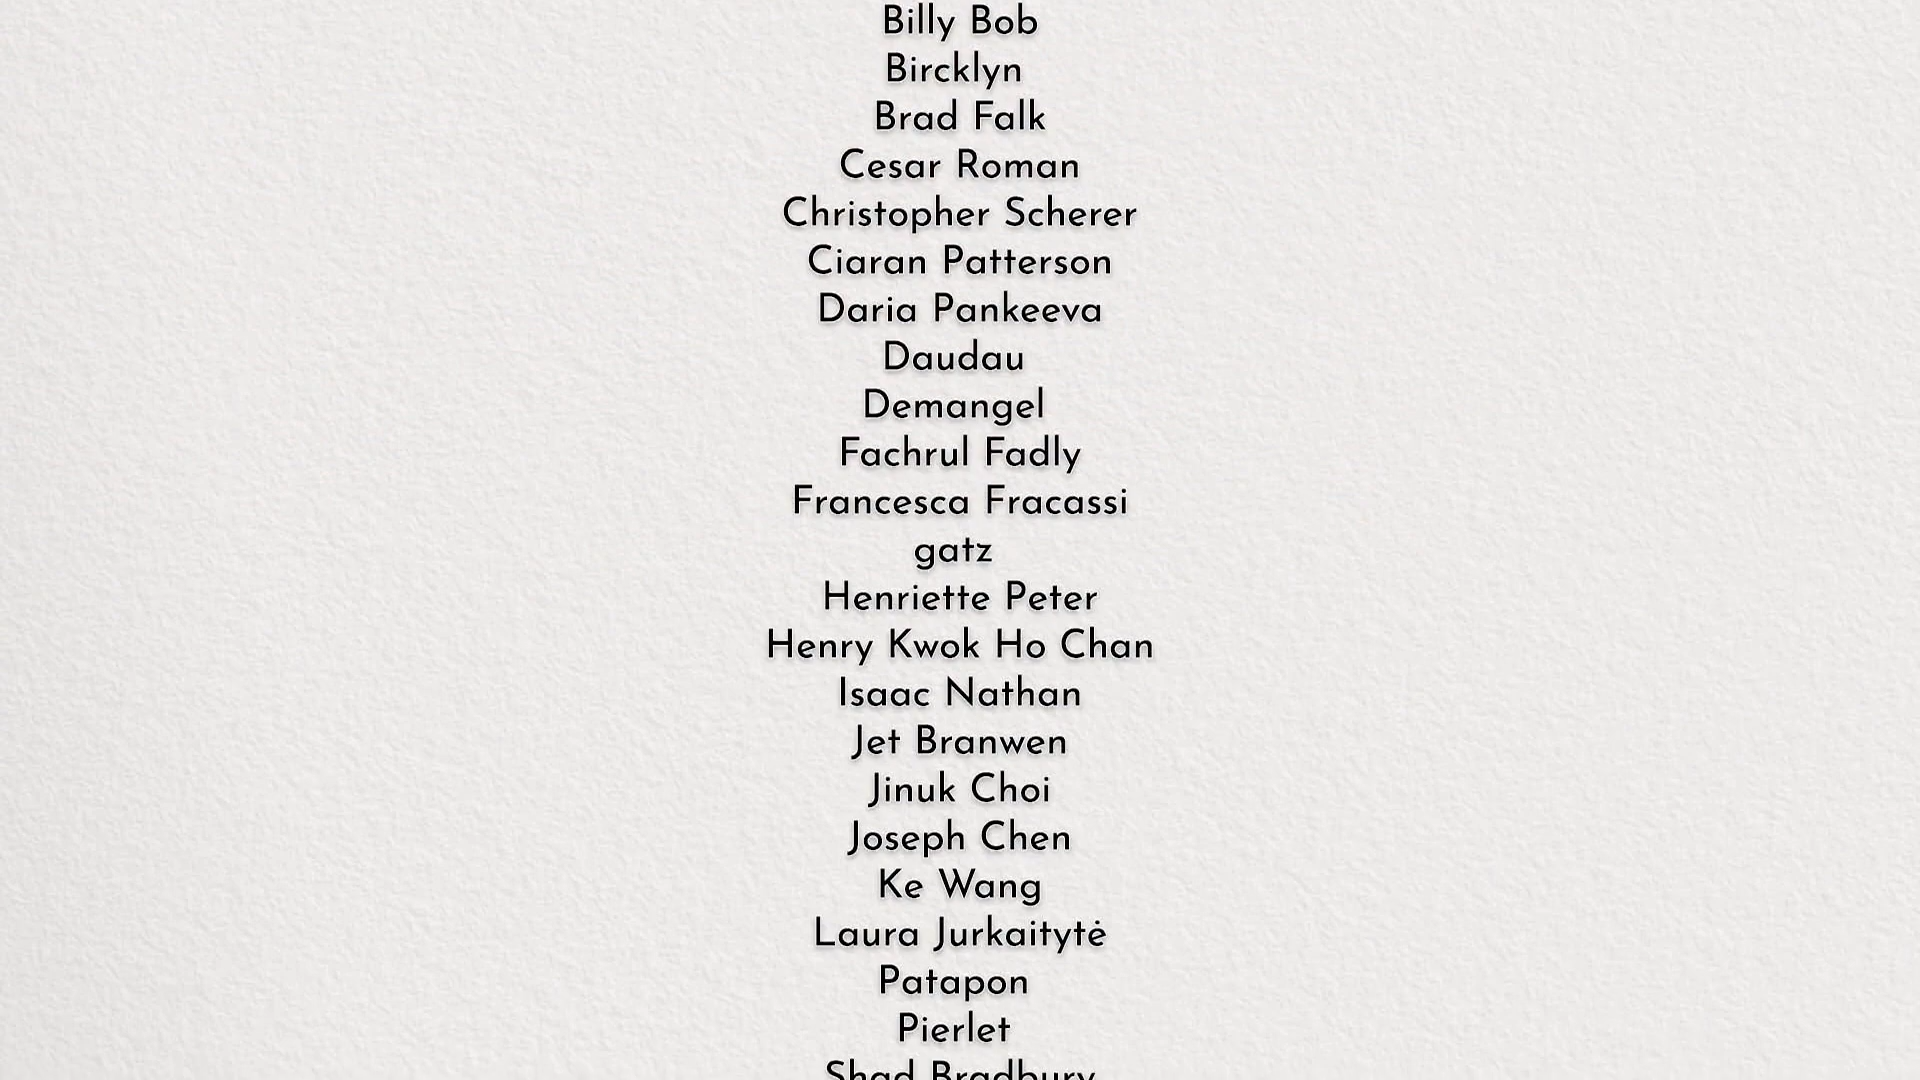 Billy Bob
Bircklyn
Brad Falk
Cesar Roman
Christopher Scherer
Ciaran Patterson
Daria Pankeeva
Daudau
Demangel
Fachrul Fadly
Francesca Fracassi
gatz
Henriette Peter
Henry Kwok Ho Chan
Isaac Nathan
Jet Branwen
Jinuk Choi
Joseph Chen
Ke Wang
Laura Jurkaitytė
Patapon
Pierlet
Shad Bradbury